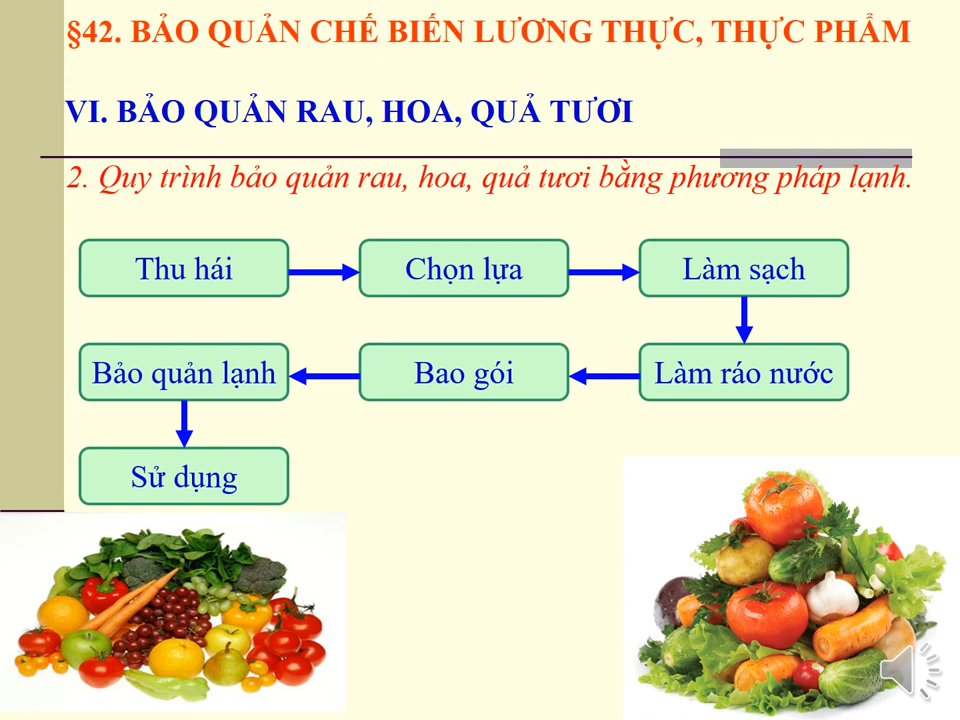 §42. BẢO QUẢN CHẾ BIẾN LƯƠNG THỰC, THỰC PHẨM
VI. BẢO QUẢN RAU, HOA, QUẢ TƯƠI
2. Quy trình bảo quản rau, hoa, quả tươi bằng phương pháp lạnh.
Thu hái
Chọn lựa
Làm sạch
Làm ráo nước
Bao gói
Bảo quản lạnh
Sử dụng